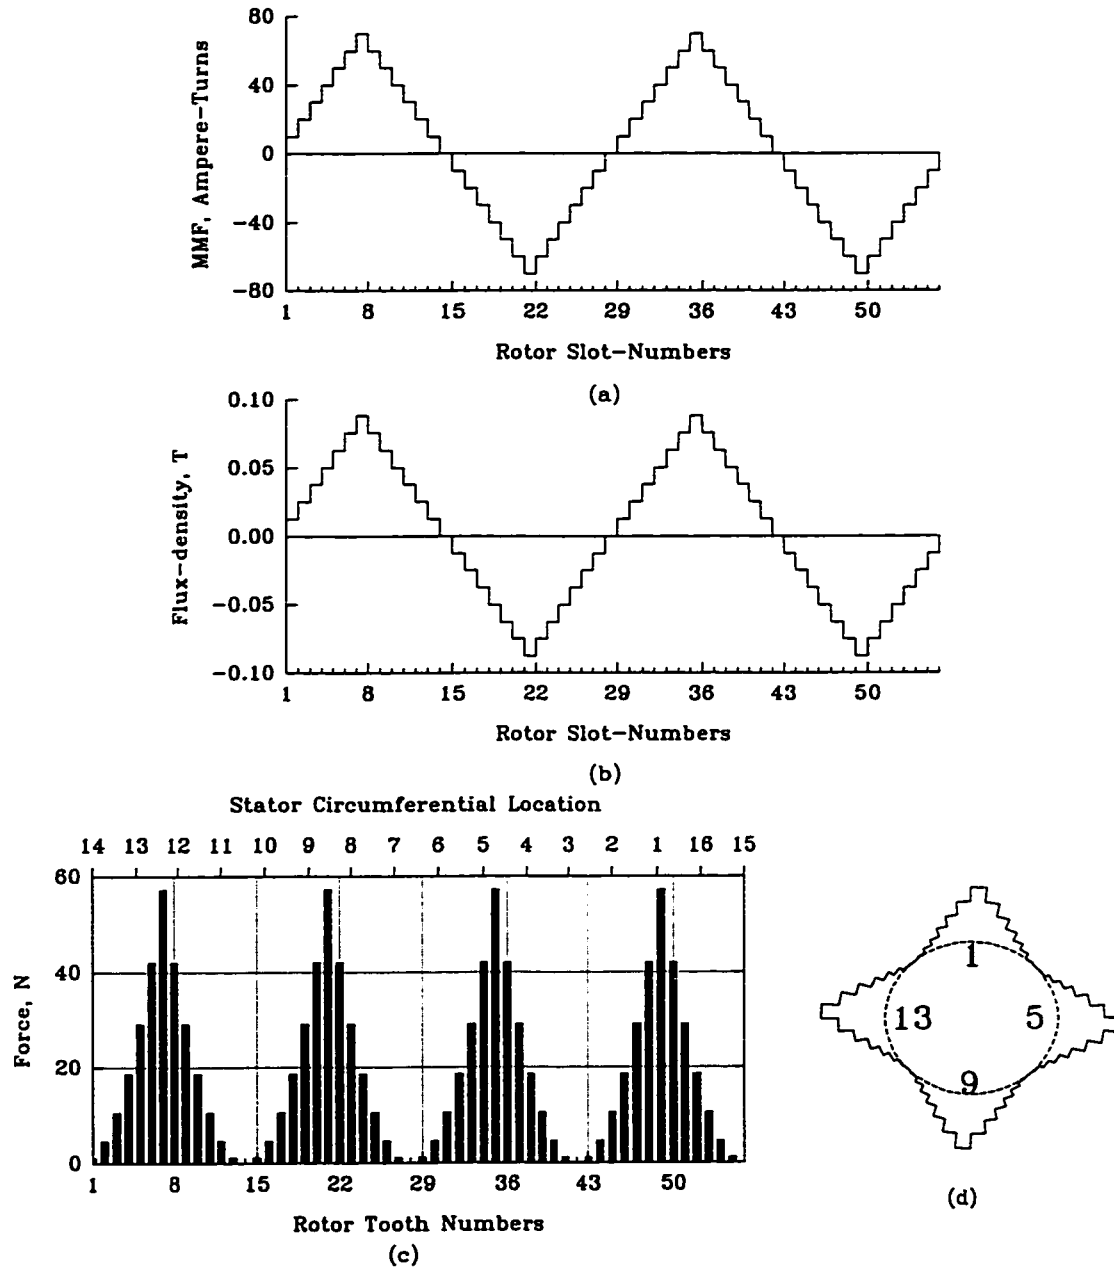 MMF, Ampere-Turns
80
40
0
-40
-80
1 8 15 22 29 36 43 50
Rotor Slot-Numbers
(a)
Flux-density, T
0.10
0.05
0.00
-0.05
-0.10
1 8 15 22 29 36 43 50
Rotor Slot-Numbers
(b)
Stator Circumferential Location
14 13 12 11 10 9 8 7 6 5 4 3 2 1 16 15
Force, N
60
40
20
0
1 8 15 22 29 36 43 50
Rotor Tooth Numbers
(c)
1
13 5
9
(d)